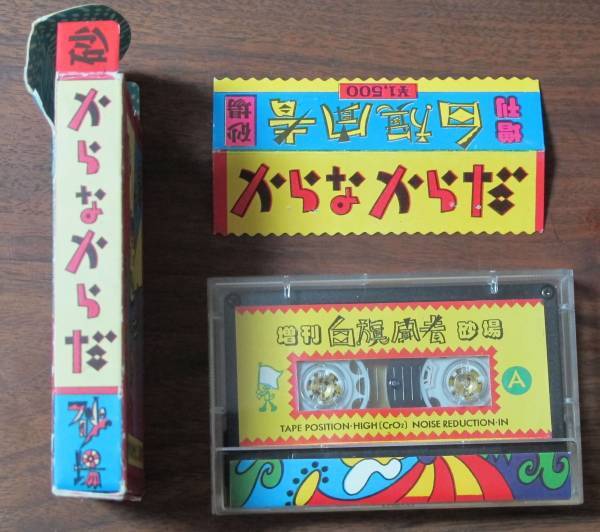 砂
からなからだ
砂場
¥1,500
増刊 白旗風者 砂場
からなからだ
増刊 白旗風者 砂場
A
TAPE POSITION·HIGH (CrO2) NOISE REDUCTION·IN